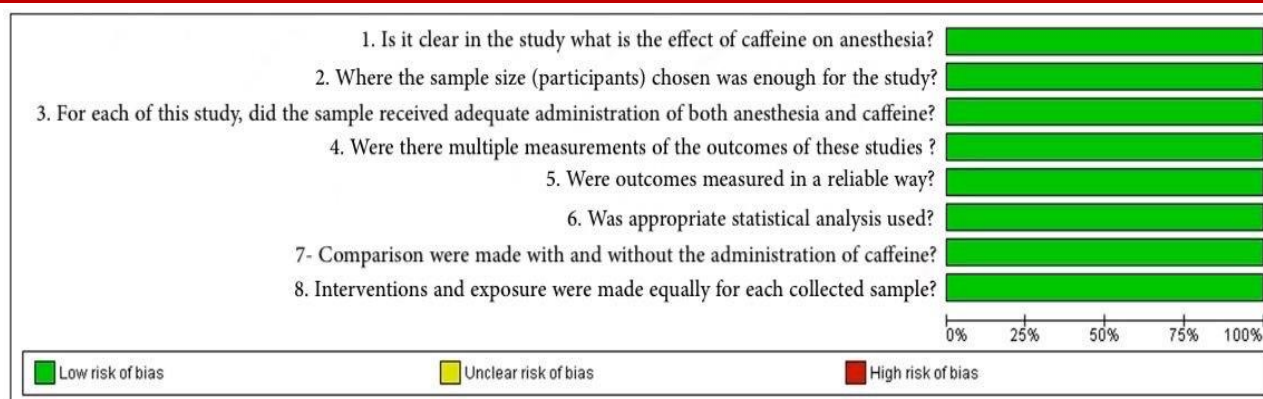 1. Is it clear in the study what is the effect of caffeine on anesthesia?
2. Where the sample size (participants) chosen was enough for the study?
3. For each of this study, did the sample received adequate administration of both anesthesia and caffeine?
4. Were there multiple measurements of the outcomes of these studies ?
5. Were outcomes measured in a reliable way?
6. Was appropriate statistical analysis used?
7- Comparison were made with and without the administration of caffeine?
8. Interventions and exposure were made equally for each collected sample?
0% 25% 50% 75% 100%
Low risk of bias Unclear risk of bias High risk of bias